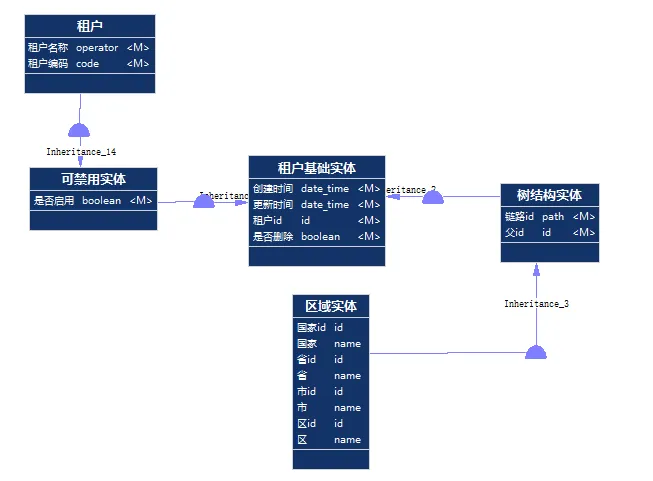 租户
租户名称 operator <M>
租户编码 code <M>
Inheritance_14
可禁用实体
是否启用 boolean <M>
Inheritance
租户基础实体
创建时间 date_time <M>
更新时间 date_time <M>
租户id id <M>
是否删除 boolean <M>
eritance_2
树结构实体
链路id path <M>
父id id <M>
Inheritance_3
区域实体
国家id id
国家 name
省id id
省 name
市id id
市 name
区id id
区 name